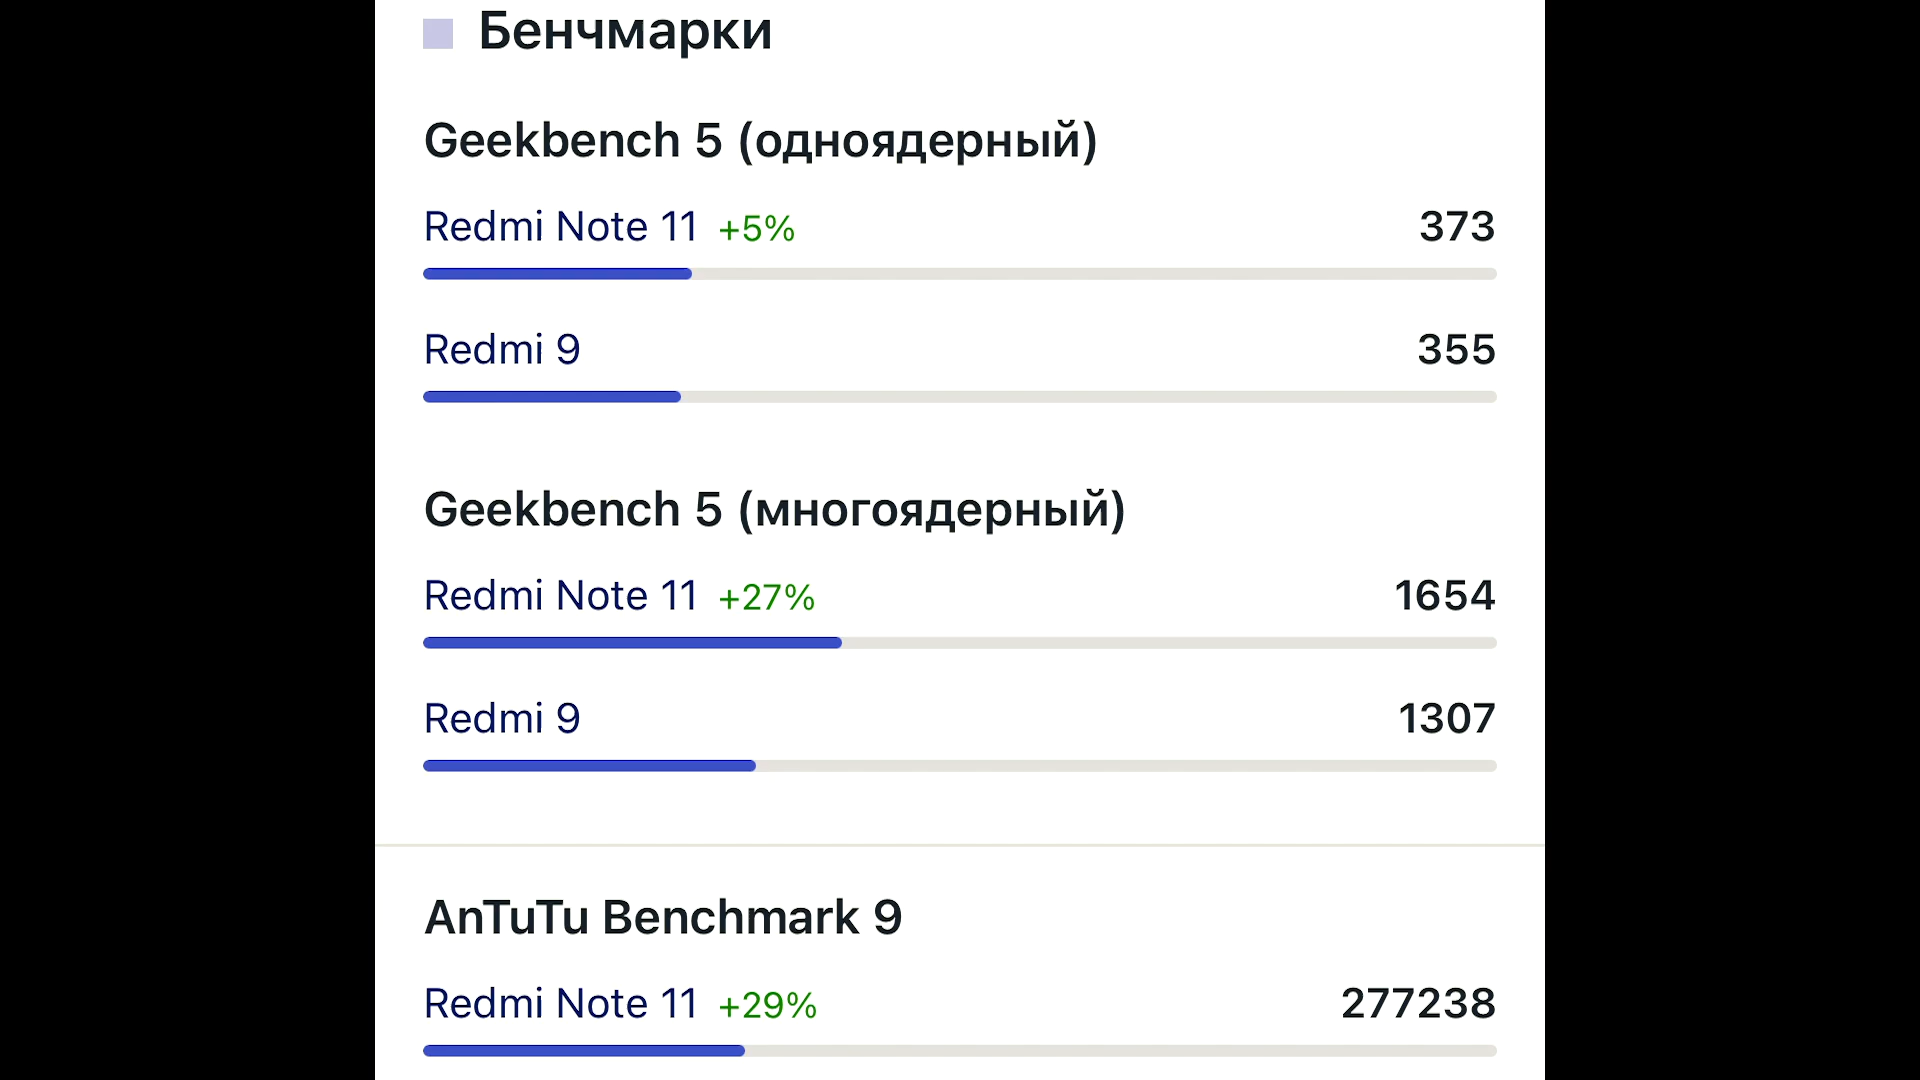 Бенчмарки
Geekbench 5 (одноядерный)
Redmi Note 11 +5% 373
Redmi 9 355
Geekbench 5 (многоядерный)
Redmi Note 11 +27% 1654
Redmi 9 1307
AnTuTu Benchmark 9
Redmi Note 11 +29% 277238